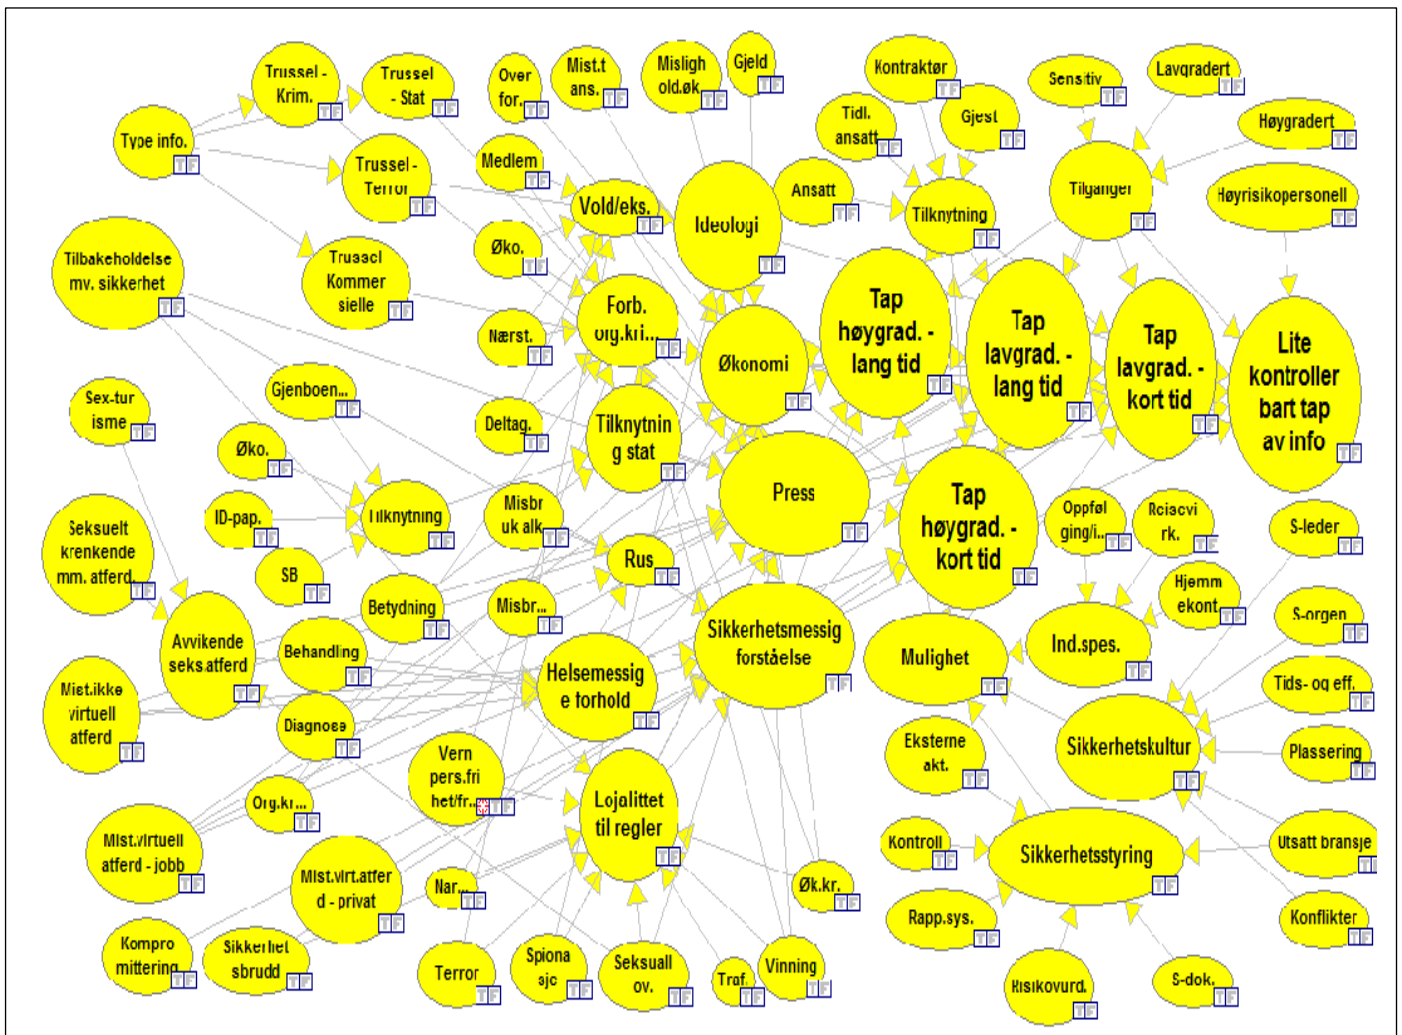 Trussel -
Krim.
Trussel
- Stat
Over
for.
Mist.t
ans.
Misligh
old.øk
Gjeld
Kontraktør
Sensitiv
Lavgradert
Type info.
Trussel -
Terror
Medlem
Vold/eks.
Ideologi
Ansatt
Tidl.
ansatt
Gjest
Tilknytning
Tilganger
Høygradert
Høyrisikopersonell
Tilbakeholdelse
mv. sikkerhet
Trussel
Kommer
sielle
Øko.
Nærst.
Forb.
org.kri...
Økonomi
Tap
høygrad. -
lang tid
Tap
lavgrad. -
lang tid
Tap
lavgrad. -
kort tid
Lite
kontroller
bart tap
av info
Sex-tur
isme
Gjenboen...
Øko.
Deltag.
Tilknytnin
g stat
Press
Tap
høygrad. -
kort tid
Seksuelt
krenkende
mm. atferd.
ID-pap.
Tilknytning
SB
Misbr
uk alk.
Rus
Oppføl
ging/i...
Reisevi
rk.
S-leder
Hjemm
ekont.
Avvikende
seks.atferd
Betydning
Behandling
Misbr...
Helsemessig
e forhold
Sikkerhetsmessig
forståelse
Mulighet
Ind.spes.
S-orgen
Tids- og eff.
Mist.ikke
virtuell
atferd
Diagnose
Vern
pers.fri
het/fr...
Lojalittet
til regler
Eksterne
akt.
Sikkerhetskultur
Plassering
Org.kr...
Mist.virtuell
atferd - jobb
Mist.virt.atfer
d - privat
Nar...
Øk.kr.
Kontroll
Sikkerhetsstyring
Utsatt bransje
Kompro
mittering
Sikkerhet
sbrudd
Terror
Spiona
sje
Seksuall
ov.
Traf.
Vinning
Rapp.sys.
Risikovurd.
S-dok.
Konflikter